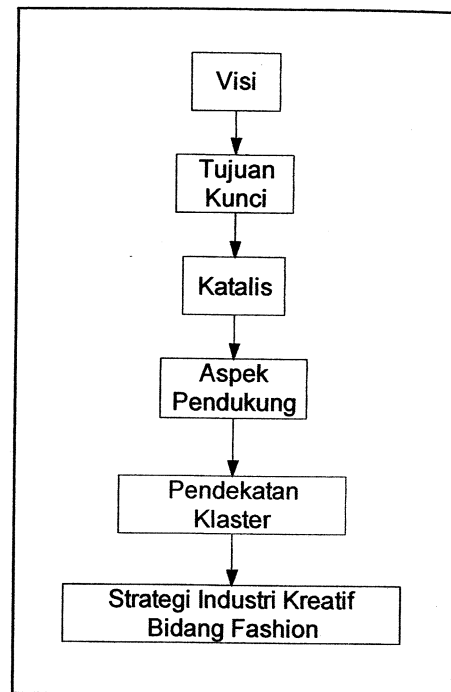 Visi
Tujuan
Kunci
Katalis
Aspek
Pendukung
Pendekatan
Klaster
Strategi Industri Kreatif
Bidang Fashion